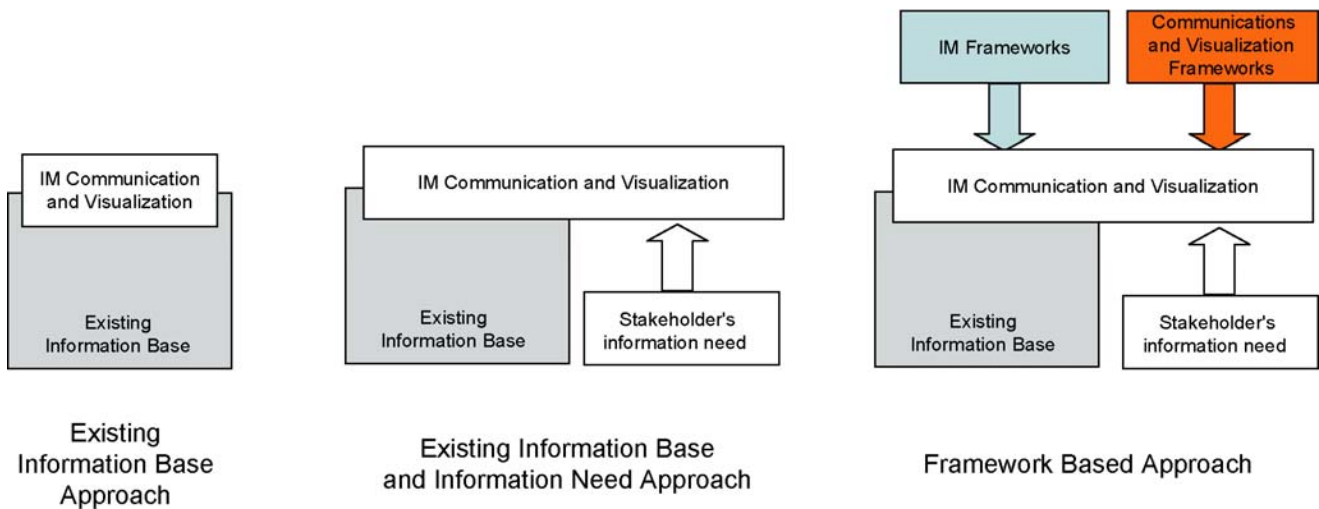 IM Communication
and Visualization
Existing
Information Base
Existing
Information Base
Approach
IM Communication and Visualization
Existing
Information Base
Stakeholder's
information need
Existing Information Base
and Information Need Approach
IM Frameworks
Communications
and Visualization
Frameworks
IM Communication and Visualization
Existing
Information Base
Stakeholder's
information need
Framework Based Approach